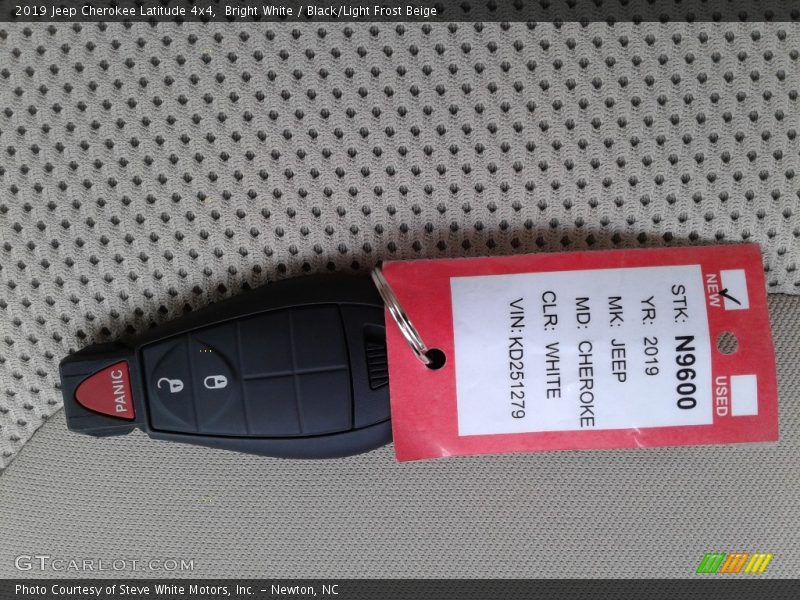 2019 Jeep Cherokee Latitude 4x4, Bright White / Black/Light Frost Beige
PANIC
NEW
USED
STK: N9600
YR: 2019
MK: JEEP
MD: CHEROKE
CLR: WHITE
VIN: KD251279
GTCARLOT.COM
Photo Courtesy of Steve White Motors, Inc. – Newton, NC